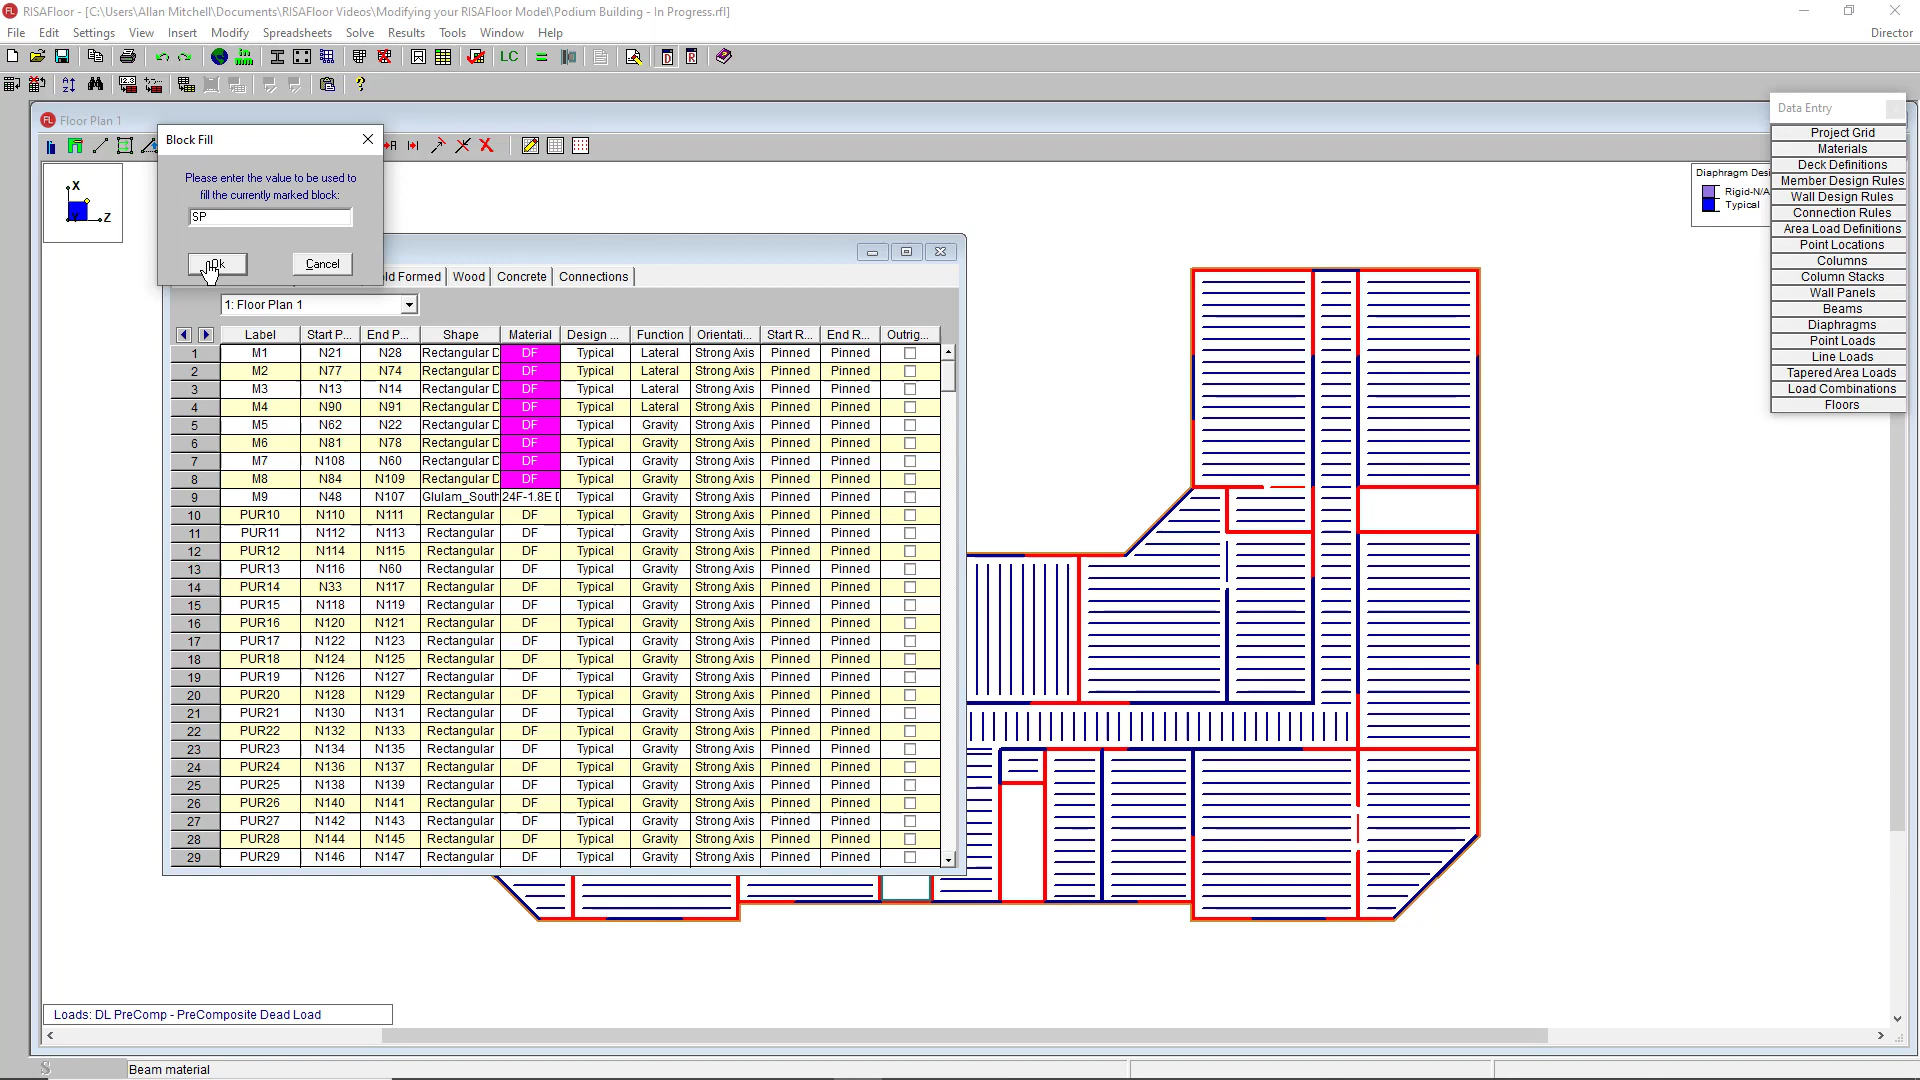 RISAFloor - [C:\Users\Allan Mitchell\Documents\RISAFloor Videos\Modifying your RISAFloor Model\Podium Building - In Progress.rfl]
File Edit Settings View Insert Modify Spreadsheets Solve Results Tools Window Help Director
Floor Plan 1
Block Fill
Please enter the value to be used to
fill the currently marked block:
SP
Cancel
X
Z
Formed Wood Concrete Connections
1: Floor Plan 1
Label Start P... End P... Shape Material Design ... Function Orientati... Start R... End R... Outrig...
1 M1 N21 N28 Rectangular D DF Typical Lateral Strong Axis Pinned Pinned
2 M2 N77 N74 Rectangular D DF Typical Lateral Strong Axis Pinned Pinned
3 M3 N13 N14 Rectangular D DF Typical Lateral Strong Axis Pinned Pinned
4 M4 N90 N91 Rectangular D DF Typical Lateral Strong Axis Pinned Pinned
5 M5 N62 N22 Rectangular D DF Typical Gravity Strong Axis Pinned Pinned
6 M6 N81 N78 Rectangular D DF Typical Gravity Strong Axis Pinned Pinned
7 M7 N108 N60 Rectangular D DF Typical Gravity Strong Axis Pinned Pinned
8 M8 N84 N109 Rectangular D DF Typical Gravity Strong Axis Pinned Pinned
9 M9 N48 N107 Glulam_South 24F-1.8E D Typical Gravity Strong Axis Pinned Pinned
10 PUR10 N110 N111 Rectangular DF Typical Gravity Strong Axis Pinned Pinned
11 PUR11 N112 N113 Rectangular DF Typical Gravity Strong Axis Pinned Pinned
12 PUR12 N114 N115 Rectangular DF Typical Gravity Strong Axis Pinned Pinned
13 PUR13 N116 N60 Rectangular DF Typical Gravity Strong Axis Pinned Pinned
14 PUR14 N33 N117 Rectangular DF Typical Gravity Strong Axis Pinned Pinned
15 PUR15 N118 N119 Rectangular DF Typical Gravity Strong Axis Pinned Pinned
16 PUR16 N120 N121 Rectangular DF Typical Gravity Strong Axis Pinned Pinned
17 PUR17 N122 N123 Rectangular DF Typical Gravity Strong Axis Pinned Pinned
18 PUR18 N124 N125 Rectangular DF Typical Gravity Strong Axis Pinned Pinned
19 PUR19 N126 N127 Rectangular DF Typical Gravity Strong Axis Pinned Pinned
20 PUR20 N128 N129 Rectangular DF Typical Gravity Strong Axis Pinned Pinned
21 PUR21 N130 N131 Rectangular DF Typical Gravity Strong Axis Pinned Pinned
22 PUR22 N132 N133 Rectangular DF Typical Gravity Strong Axis Pinned Pinned
23 PUR23 N134 N135 Rectangular DF Typical Gravity Strong Axis Pinned Pinned
24 PUR24 N136 N137 Rectangular DF Typical Gravity Strong Axis Pinned Pinned
25 PUR25 N138 N139 Rectangular DF Typical Gravity Strong Axis Pinned Pinned
26 PUR26 N140 N141 Rectangular DF Typical Gravity Strong Axis Pinned Pinned
27 PUR27 N142 N143 Rectangular DF Typical Gravity Strong Axis Pinned Pinned
28 PUR28 N144 N145 Rectangular DF Typical Gravity Strong Axis Pinned Pinned
29 PUR29 N146 N147 Rectangular DF Typical Gravity Strong Axis Pinned Pinned
Diaphragm Desi
Rigid-N/A
Typical
Data Entry
Project Grid
Materials
Deck Definitions
Member Design Rules
Wall Design Rules
Connection Rules
Area Load Definitions
Point Locations
Columns
Column Stacks
Wall Panels
Beams
Diaphragms
Point Loads
Line Loads
Tapered Area Loads
Load Combinations
Floors
Loads: DL PreComp - PreComposite Dead Load
Beam material